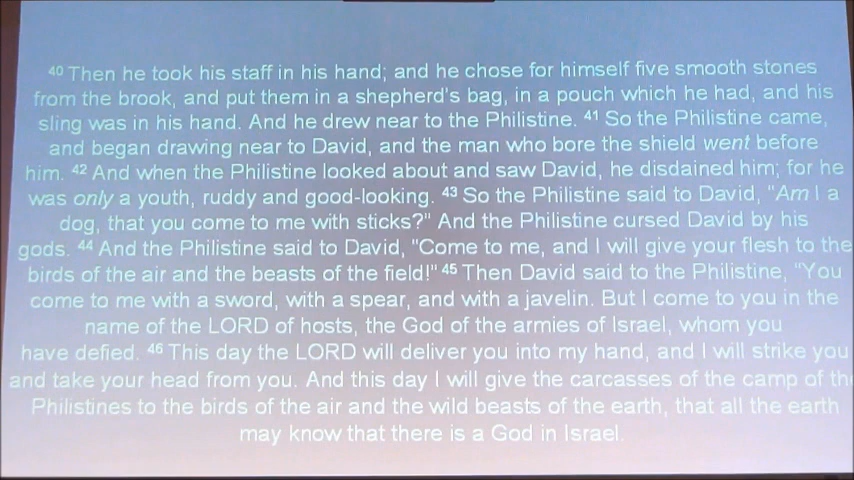 40 Then he took his staff in his hand; and he chose for himself five smooth stones
from the brook, and put them in a shepherd's bag, in a pouch which he had, and his
sling was in his hand. And he drew near to the Philistine. 41 So the Philistine came,
and began drawing near to David, and the man who bore the shield went before
him. 42 And when the Philistine looked about and saw David, he disdained him; for he
was only a youth, ruddy and good-looking. 43 So the Philistine said to David, "Am I a
dog, that you come to me with sticks?" And the Philistine cursed David by his
gods. 44 And the Philistine said to David, "Come to me, and I will give your flesh to the
birds of the air and the beasts of the field!" 45 Then David said to the Philistine, "You
come to me with a sword, with a spear, and with a javelin. But I come to you in the
name of the LORD of hosts, the God of the armies of Israel, whom you
have defied. 46 This day the LORD will deliver you into my hand, and I will strike you
and take your head from you. And this day I will give the carcasses of the camp of the
Philistines to the birds of the air and the wild beasts of the earth, that all the earth
may know that there is a God in Israel.